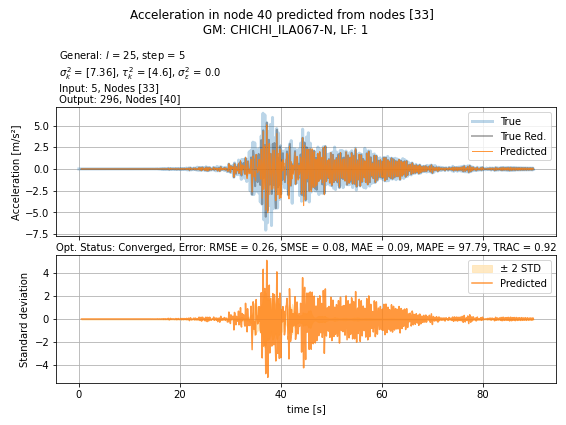 Acceleration in node 40 predicted from nodes [33]
GM: CHICHI_ILA067-N, LF: 1
General: l = 25, step = 5
σ²ₖ = [7.36], τ²ₖ = [4.6], σ²ε = 0.0
Input: 5, Nodes [33]
Output: 296, Nodes [40]
Acceleration [m/s²]
5.0
2.5
0.0
−2.5
−5.0
−7.5
True
True Red.
Predicted
Opt. Status: Converged, Error: RMSE = 0.26, SMSE = 0.08, MAE = 0.09, MAPE = 97.79, TRAC = 0.92
Standard deviation
4
2
0
−2
−4
± 2 STD
Predicted
0 20 40 60 80
time [s]